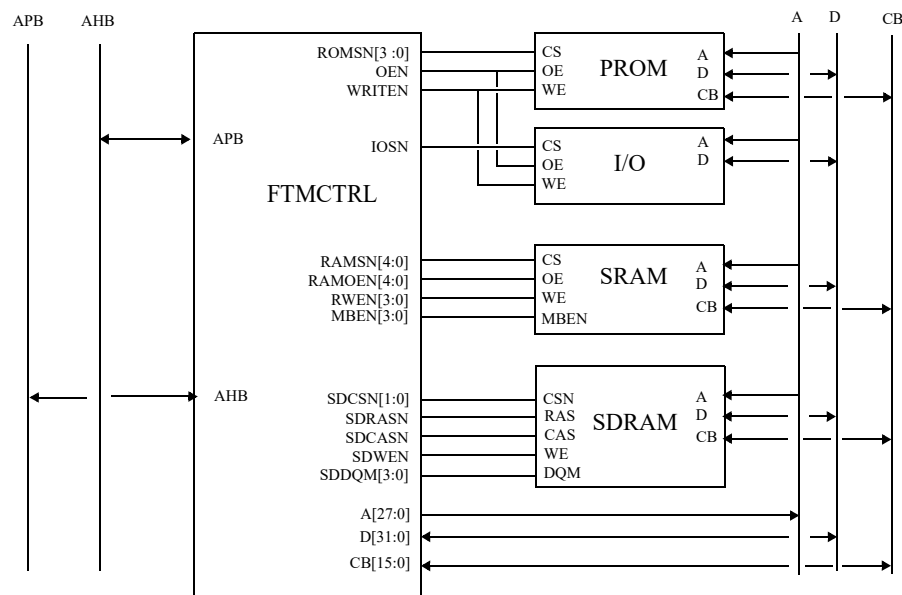 APB AHB A D CB
ROMSN[3 :0]
OEN
WRITEN
CS
OE
WE
PROM
A
D
CB
APB
IOSN
CS
OE
WE
I/O
A
D
FTMCTRL
RAMSN[4:0]
RAMOEN[4:0]
RWEN[3:0]
MBEN[3:0]
CS
OE
WE
MBEN
SRAM
A
D
CB
AHB
SDCSN[1:0]
SDRASN
SDCASN
SDWEN
SDDQM[3:0]
CSN
RAS
CAS
WE
DQM
SDRAM
A
D
CB
A[27:0]
D[31:0]
CB[15:0]